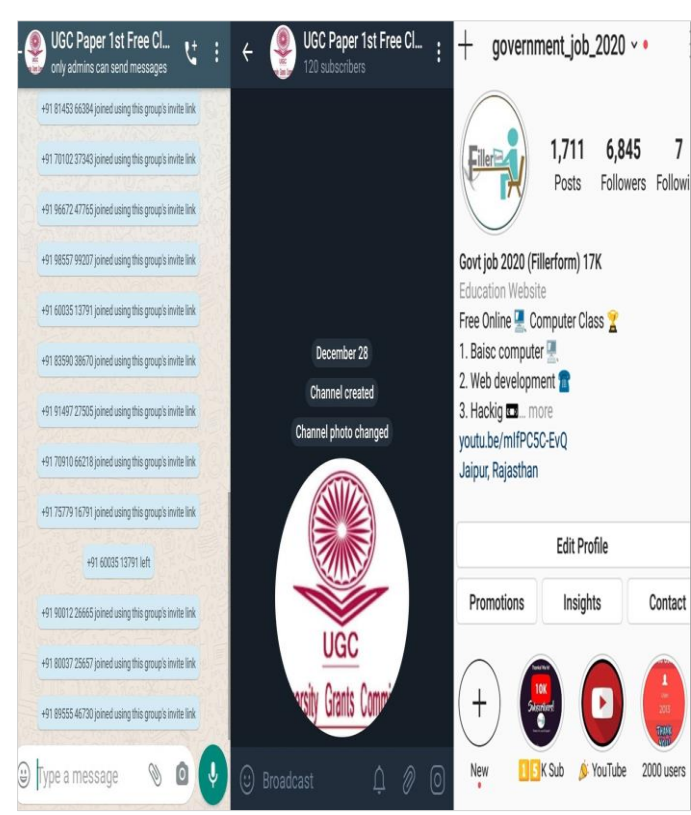 UGC Paper 1st Free Cl...
only admins can send messages
+91 81453 66384 joined using this group's invite link
+91 70102 37343 joined using this group's invite link
+91 96672 47765 joined using this group's invite link
+91 98557 99207 joined using this group's invite link
+91 60035 13791 joined using this group's invite link
+91 83590 38670 joined using this group's invite link
+91 91497 27505 joined using this group's invite link
+91 70910 66218 joined using this group's invite link
+91 75779 16791 joined using this group's invite link
+91 60035 13791 left
+91 90012 26665 joined using this group's invite link
+91 80037 25657 joined using this group's invite link
+91 89555 46730 joined using this group's invite link
Type a message
UGC Paper 1st Free Cl...
120 subscribers
December 28
Channel created
Channel photo changed
UGC
rsity Grants Comm
Broadcast
government_job_2020
Filler
1,711 6,845 7
Posts Followers Followi
Govt job 2020 (Fillerform) 17K
Education Website
Free Online 💻 Computer Class 🏆
1. Baisc computer 💻
2. Web development ☎
3. Hackig ... more
youtu.be/mIfPC5C-EvQ
Jaipur, Rajasthan
Edit Profile
Promotions Insights Contact
10K
New 1️⃣5️⃣K Sub 🎉 YouTube 2000 users